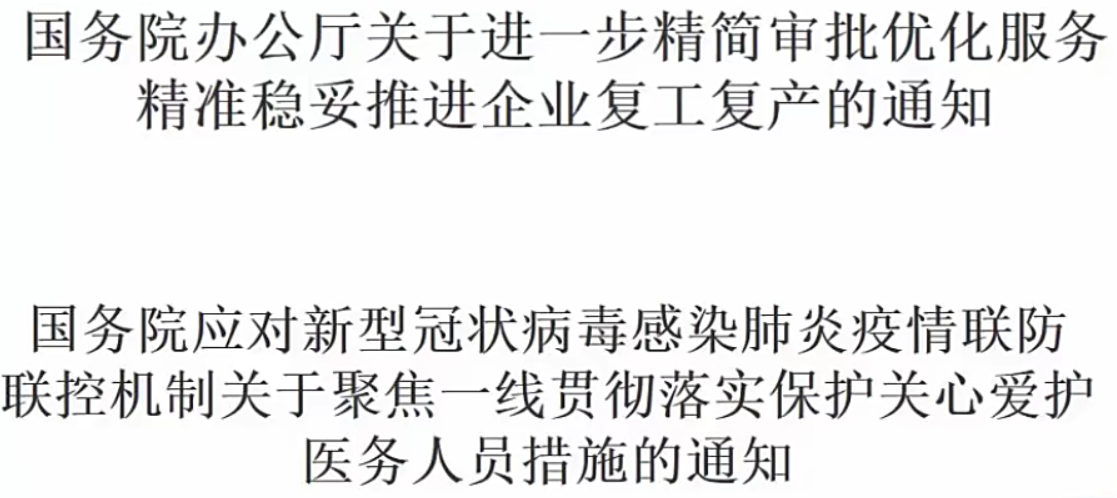 国务院办公厅关于进一步精简审批优化服务
精准稳妥推进企业复工复产的通知
国务院应对新型冠状病毒感染肺炎疫情联防
联控机制关于聚焦一线贯彻落实保护关心爱护
医务人员措施的通知